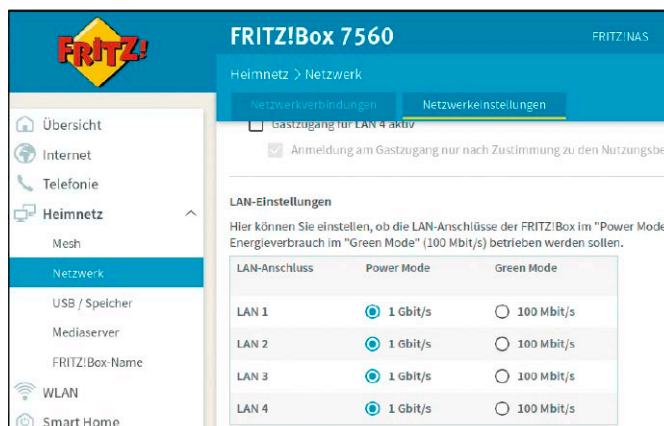 FRITZ!
FRITZ!Box 7560
FRITZ!NAS
Heimnetz > Netzwerk
Netzwerkverbindungen
Netzwerkeinstellungen
Übersicht
Internet
Telefonie
Heimnetz
Mesh
Netzwerk
USB / Speicher
Mediaserver
FRITZ!Box-Name
WLAN
Smart Home
Gastzugang für LAN 4 aktiv
Anmeldung am Gastzugang nur nach Zustimmung zu den Nutzungsbe
LAN-Einstellungen
Hier können Sie einstellen, ob die LAN-Anschlüsse der FRITZ!Box im "Power Mode
Energieverbrauch im "Green Mode" (100 Mbit/s) betrieben werden sollen.
LAN-Anschluss Power Mode Green Mode
LAN 1 1 Gbit/s 100 Mbit/s
LAN 2 1 Gbit/s 100 Mbit/s
LAN 3 1 Gbit/s 100 Mbit/s
LAN 4 1 Gbit/s 100 Mbit/s